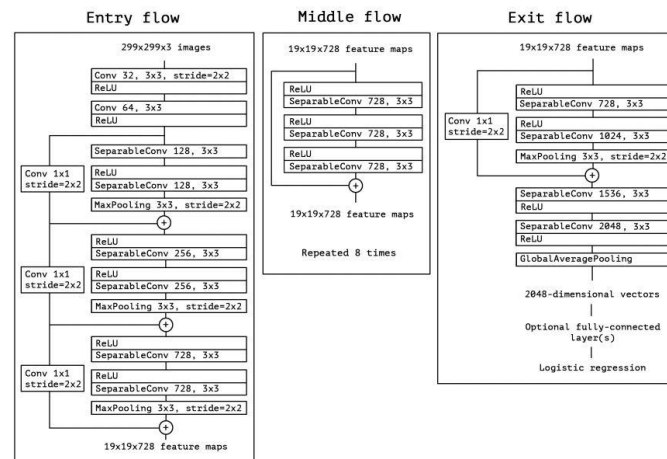 Entry flow
299x299x3 images
Conv 32, 3x3, stride=2x2
ReLU
Conv 64, 3x3
ReLU
SeparableConv 128, 3x3
Conv 1x1
stride=2x2
ReLU
SeparableConv 128, 3x3
MaxPooling 3x3, stride=2x2
+
ReLU
SeparableConv 256, 3x3
Conv 1x1
stride=2x2
ReLU
SeparableConv 256, 3x3
MaxPooling 3x3, stride=2x2
+
ReLU
SeparableConv 728, 3x3
Conv 1x1
stride=2x2
ReLU
SeparableConv 728, 3x3
MaxPooling 3x3, stride=2x2
+
19x19x728 feature maps
Middle flow
19x19x728 feature maps
ReLU
SeparableConv 728, 3x3
ReLU
SeparableConv 728, 3x3
ReLU
SeparableConv 728, 3x3
+
19x19x728 feature maps
Repeated 8 times
Exit flow
19x19x728 feature maps
ReLU
SeparableConv 728, 3x3
Conv 1x1
stride=2x2
ReLU
SeparableConv 1024, 3x3
MaxPooling 3x3, stride=2x2
+
SeparableConv 1536, 3x3
ReLU
SeparableConv 2048, 3x3
ReLU
GlobalAveragePooling
2048-dimensional vectors
Optional fully-connected
layer(s)
Logistic regression